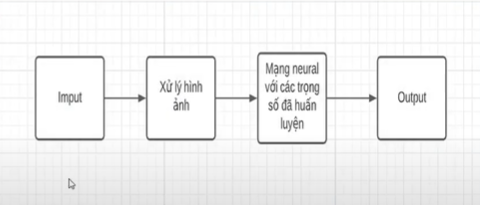 Imput
Xử lý hình
ảnh
Mạng neural
với các trọng
số đã huấn
luyện
Output